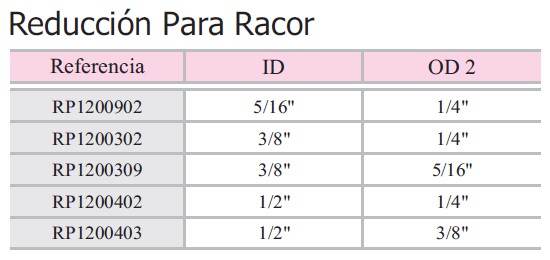 Reducción Para Racor
Referencia ID OD 2
RP1200902 5/16" 1/4"
RP1200302 3/8" 1/4"
RP1200309 3/8" 5/16"
RP1200402 1/2" 1/4"
RP1200403 1/2" 3/8"